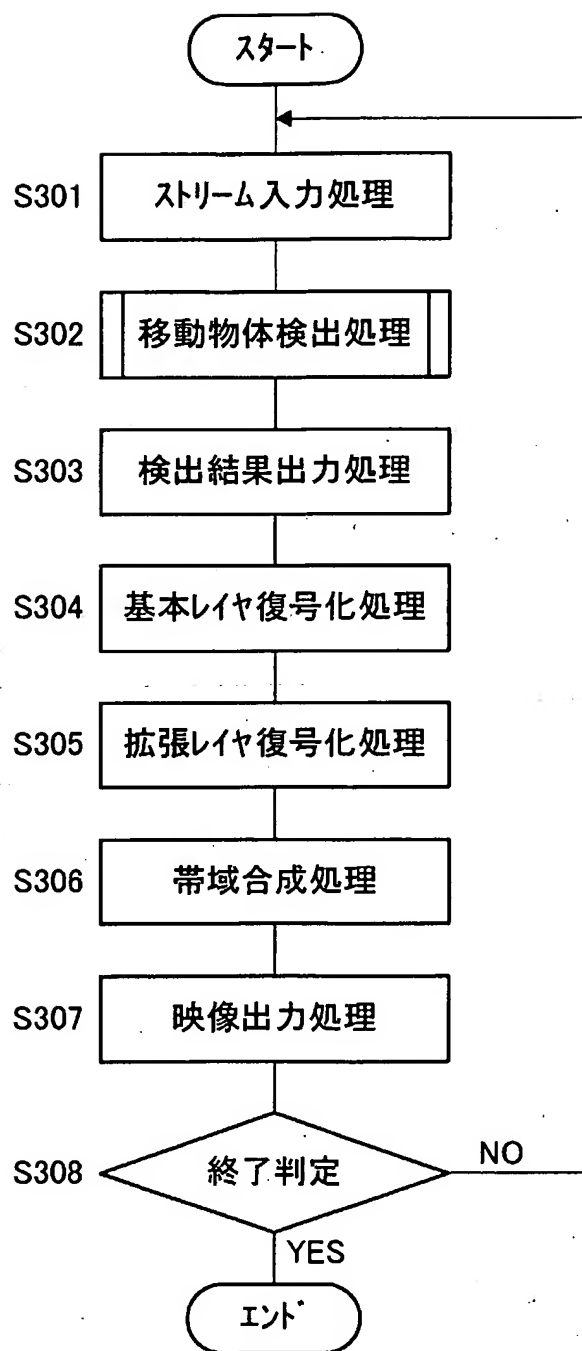 スタート
S301 ストリーム入力処理
S302 移動物体検出処理
S303 検出結果出力処理
S304 基本レイヤ復号化処理
S305 拡張レイヤ復号化処理
S306 帯域合成処理
S307 映像出力処理
S308 終了判定 NO
YES
エンド